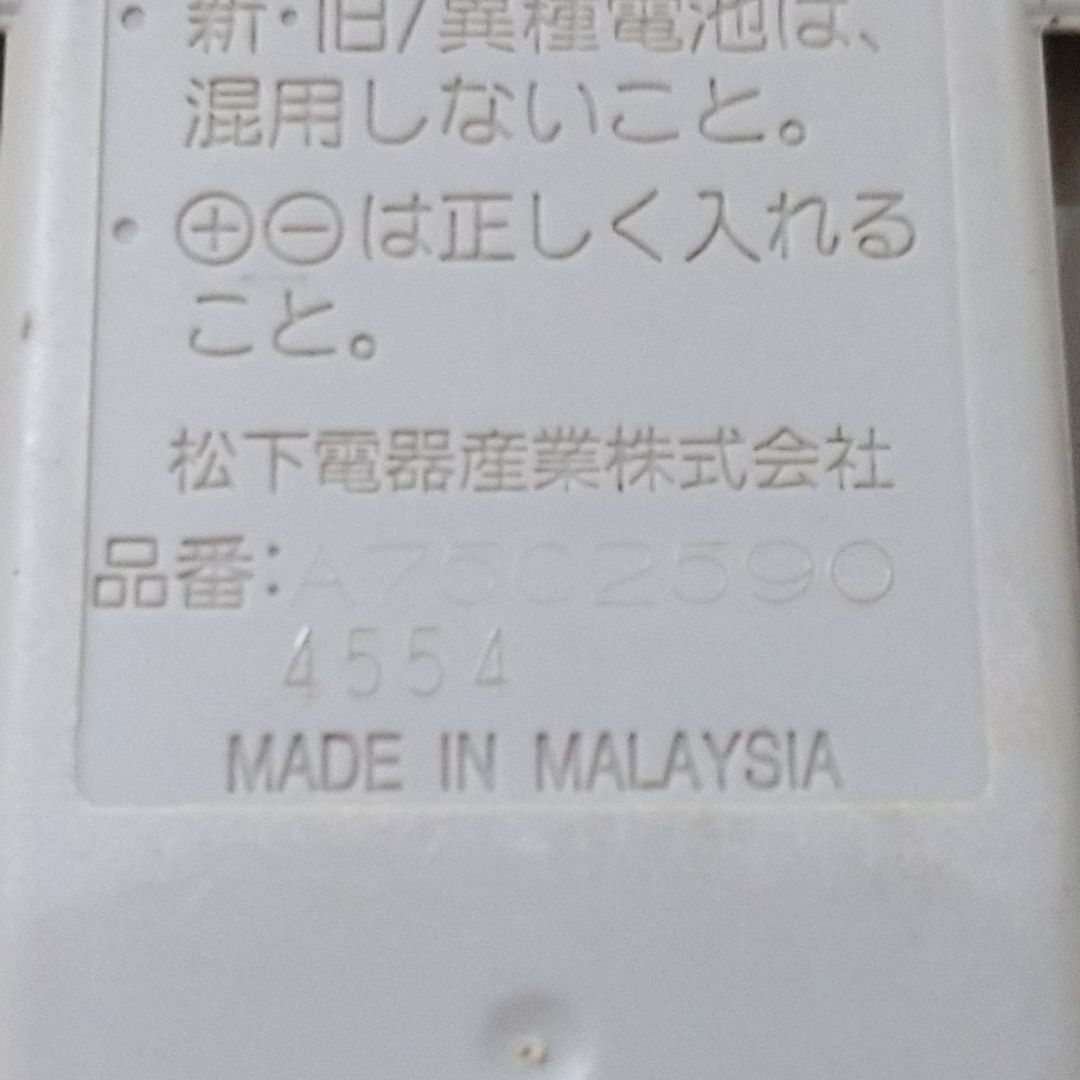 ・新・旧/異種電池は、
混用しないこと。
・⊕⊖は正しく入れる
こと。
松下電器産業株式会社
品番:A75C2590
4554
MADE IN MALAYSIA